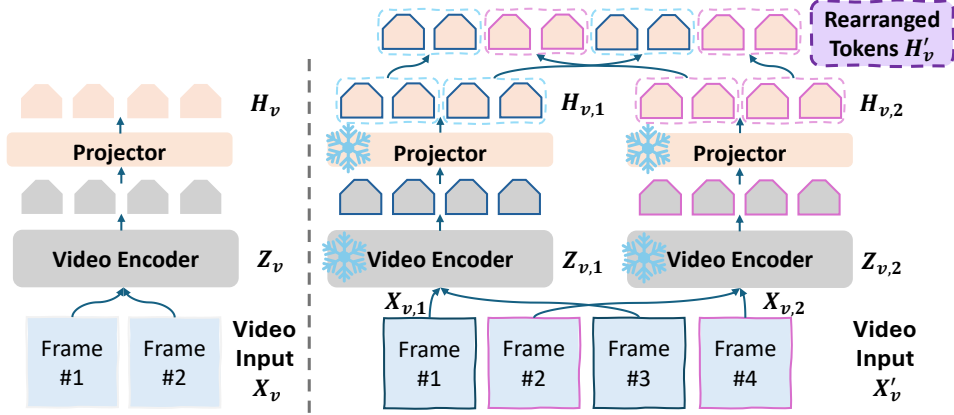 Rearranged
Tokens H′ᵥ
Hᵥ
Hᵥ,₁
Hᵥ,₂
Projector
Projector
Projector
Video Encoder
Zᵥ
Video Encoder
Zᵥ,₁
Video Encoder
Zᵥ,₂
Xᵥ,₁
Xᵥ,₂
Frame
#1
Frame
#2
Video
Input
Xᵥ
Frame
#1
Frame
#2
Frame
#3
Frame
#4
Video
Input
X′ᵥ